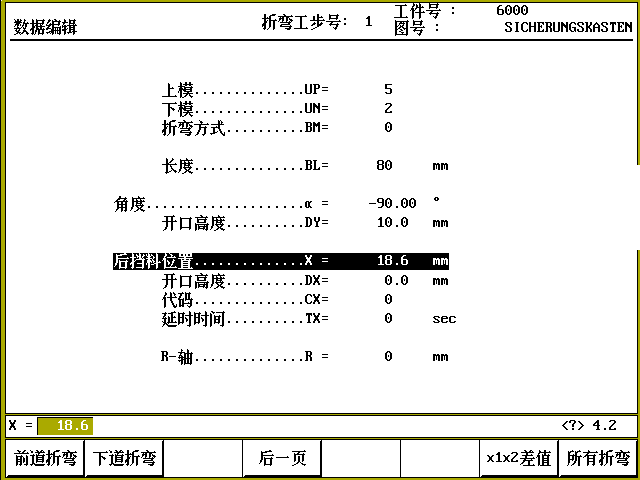 数据编辑 折弯工步号: 1 工件号 : 6000
图号 : SICHERUNGSKASTEN
上模..............UP= 5
下模..............UN= 2
折弯方式..........BM= 0
长度..............BL= 80 mm
角度....................α = -90.00 °
开口高度..........DY= 10.0 mm
后挡料位置..............X = 18.6 mm
开口高度..........DX= 0.0 mm
代码..............CX= 0
延时时间..........TX= 0 sec
R-轴..............R = 0 mm
X = 18.6 <?> 4.2
前道折弯 下道折弯 后一页 x1x2差值 所有折弯